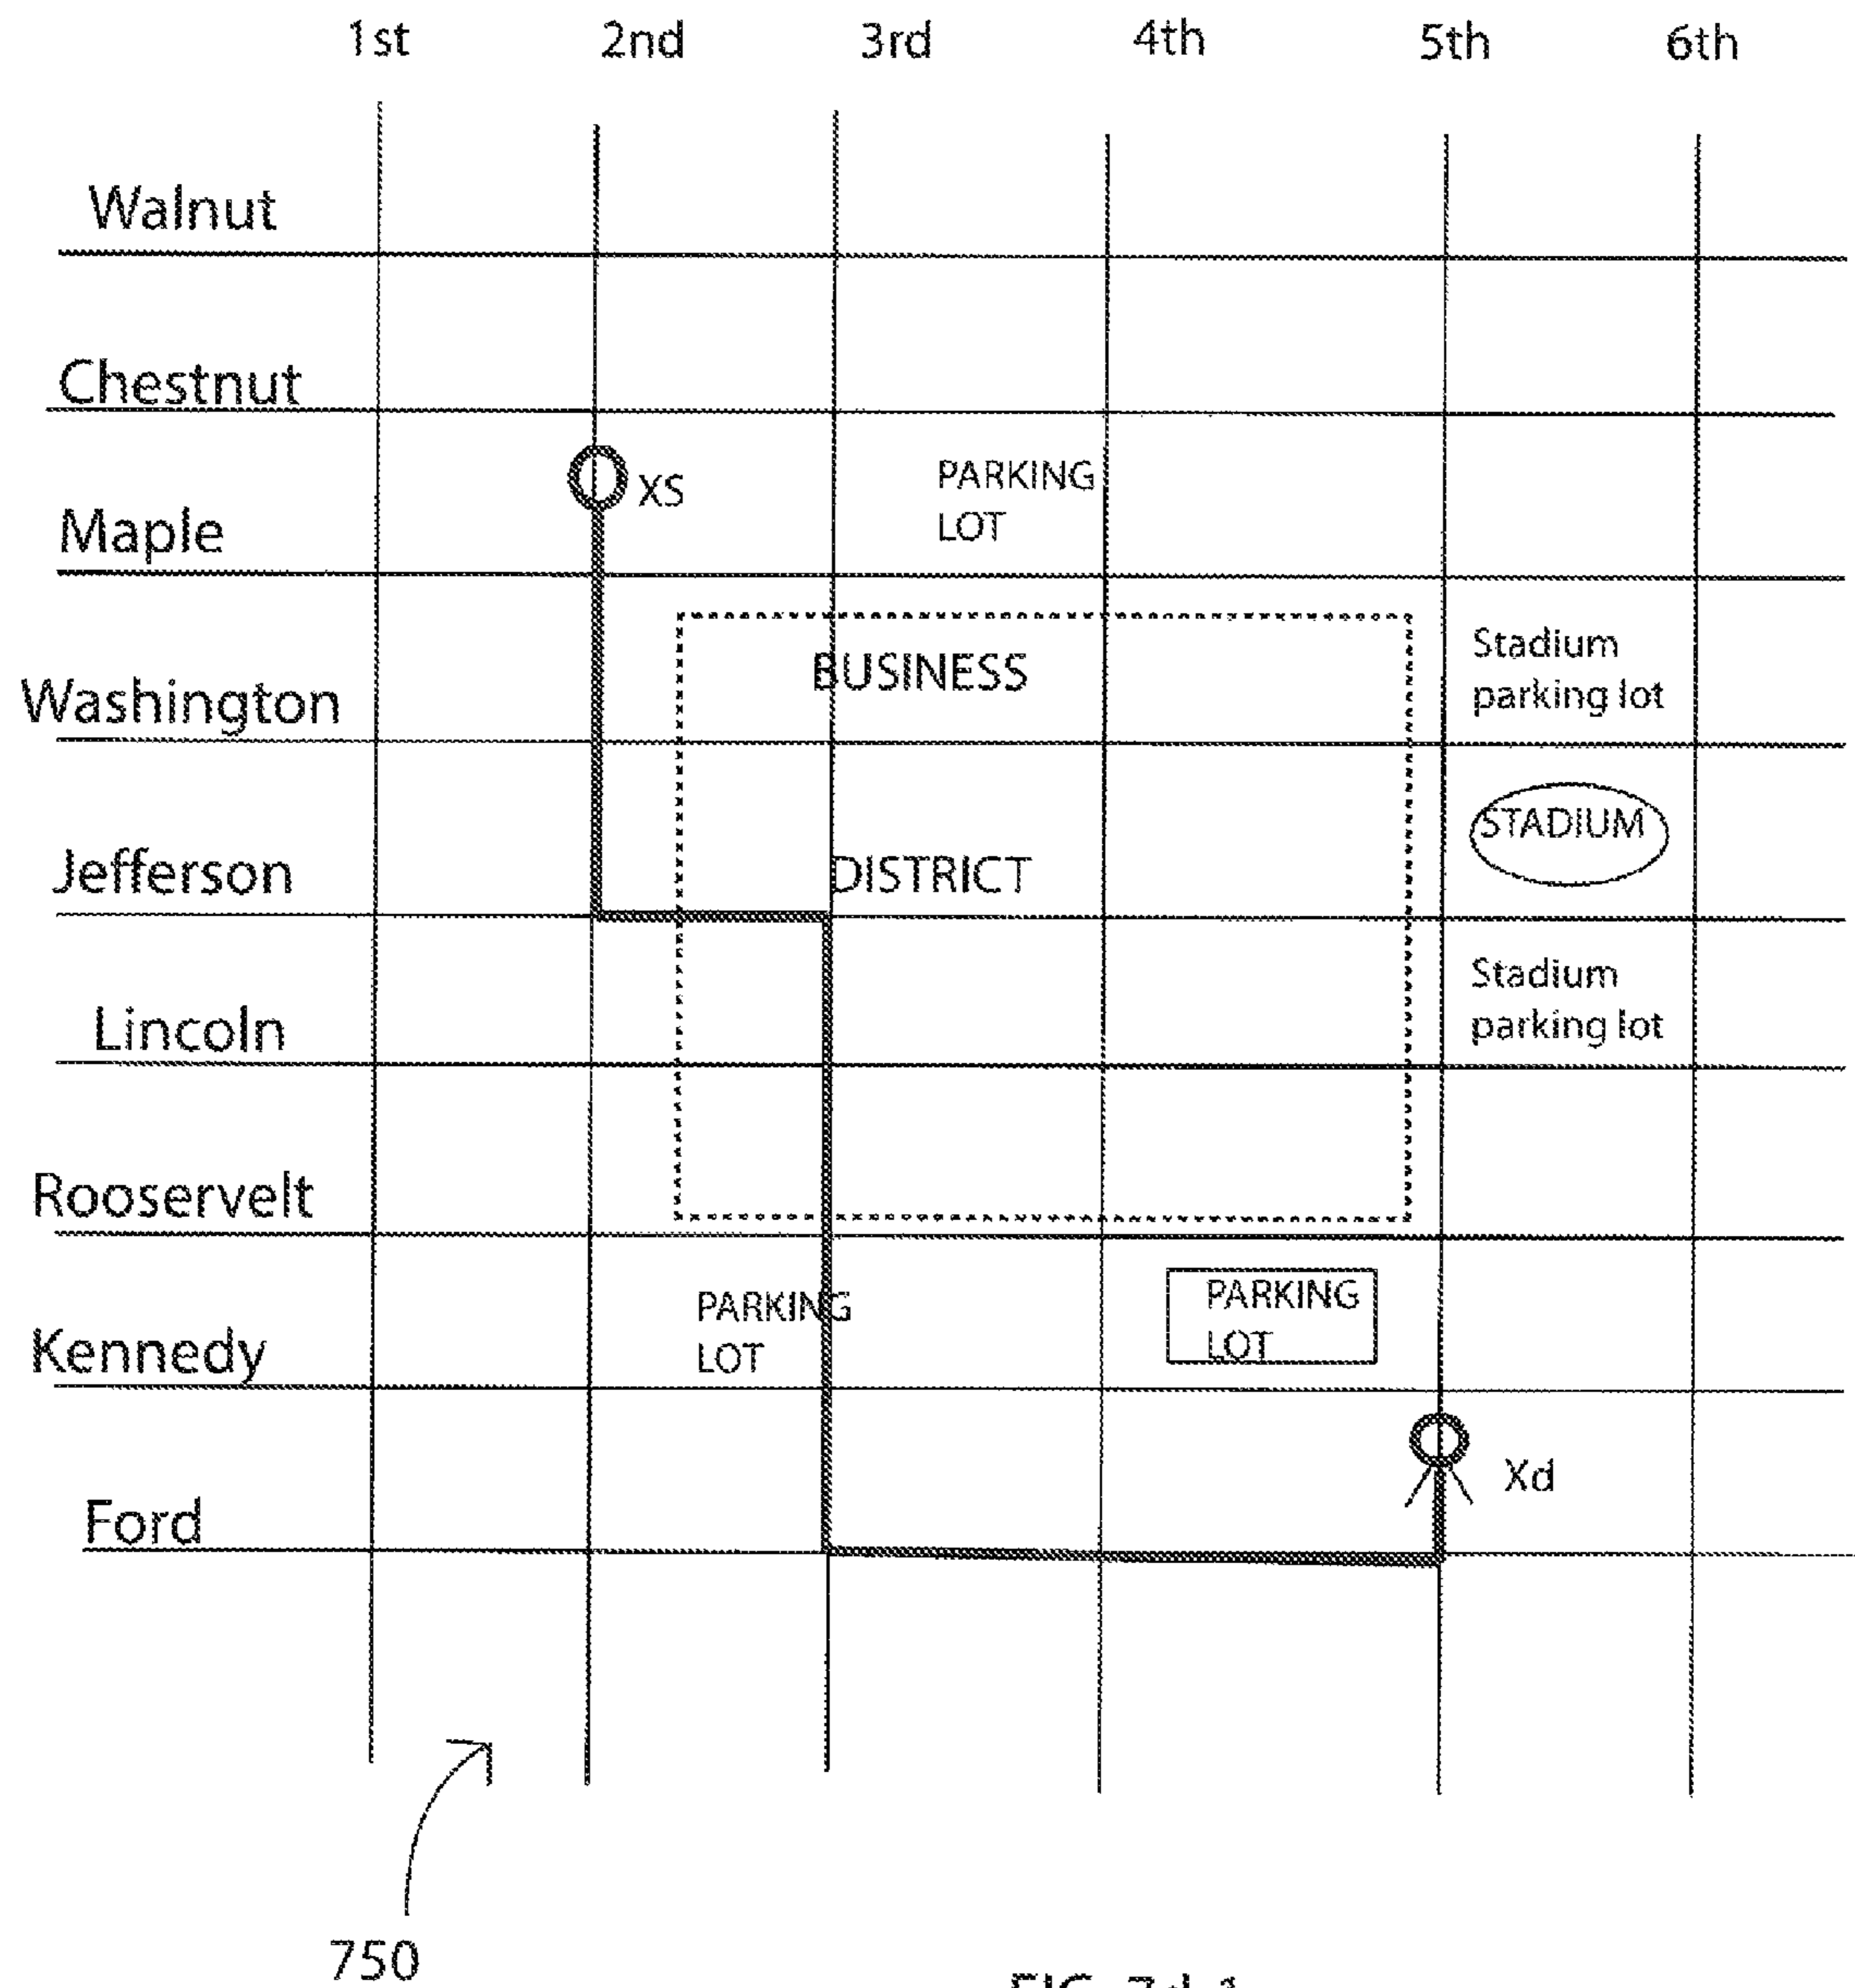 1st 2nd 3rd 4th 5th 6th
Walnut
Chestnut
XS
PARKING
LOT
Maple
BUSINESS
Stadium
parking lot
Washington
STADIUM
Jefferson
DISTRICT
Stadium
parking lot
Lincoln
Rooservelt
PARKING
LOT
PARKING
LOT
Kennedy
Xd
Ford
750